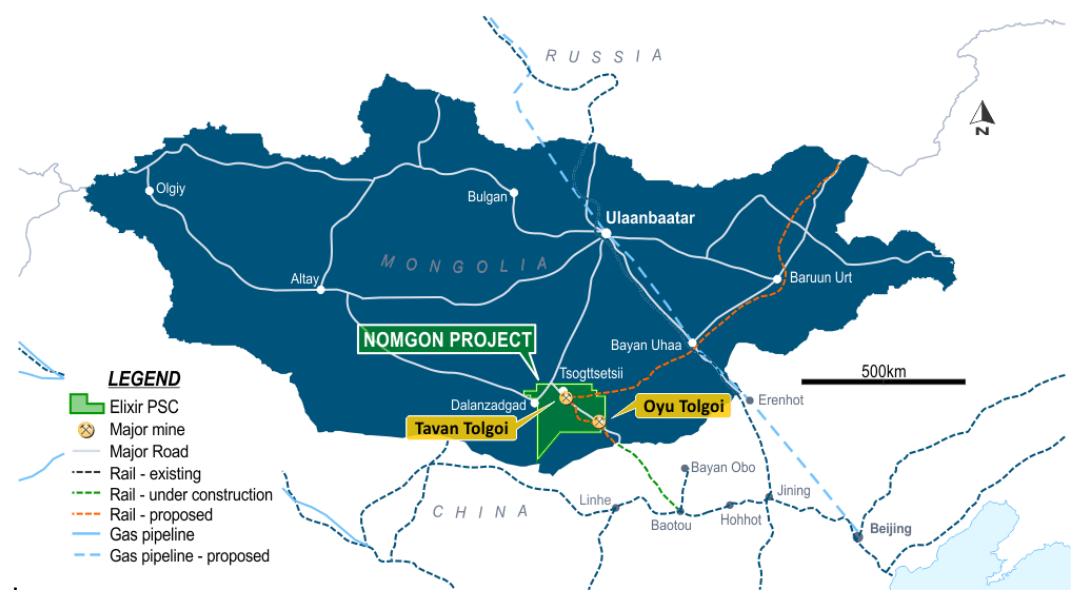 RUSSIA
N
Olgiy
Bulgan
Ulaanbaatar
MONGOLIA
Altay
Baruun Urt
NOMGON PROJECT
Bayan Uhaa
500km
Tsogttsetsii
LEGEND
Elixir PSC
Major mine
Major Road
Rail - existing
Rail - under construction
Rail - proposed
Gas pipeline
Gas pipeline - proposed
Dalanzadgad
Oyu Tolgoi
Erenhot
Tavan Tolgoi
Bayan Obo
CHINA
Linhe
Jining
Baotou
Hohhot
Beijing